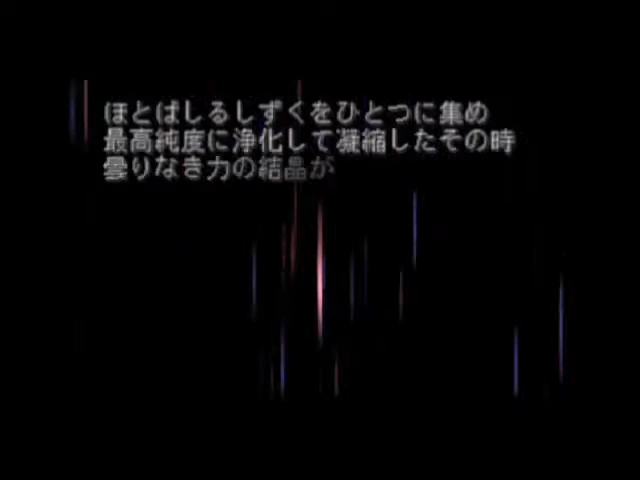 ほとばしるしずくをひとつに集め
最高純度に浄化して凝縮したその時
曇りなき力の結晶が